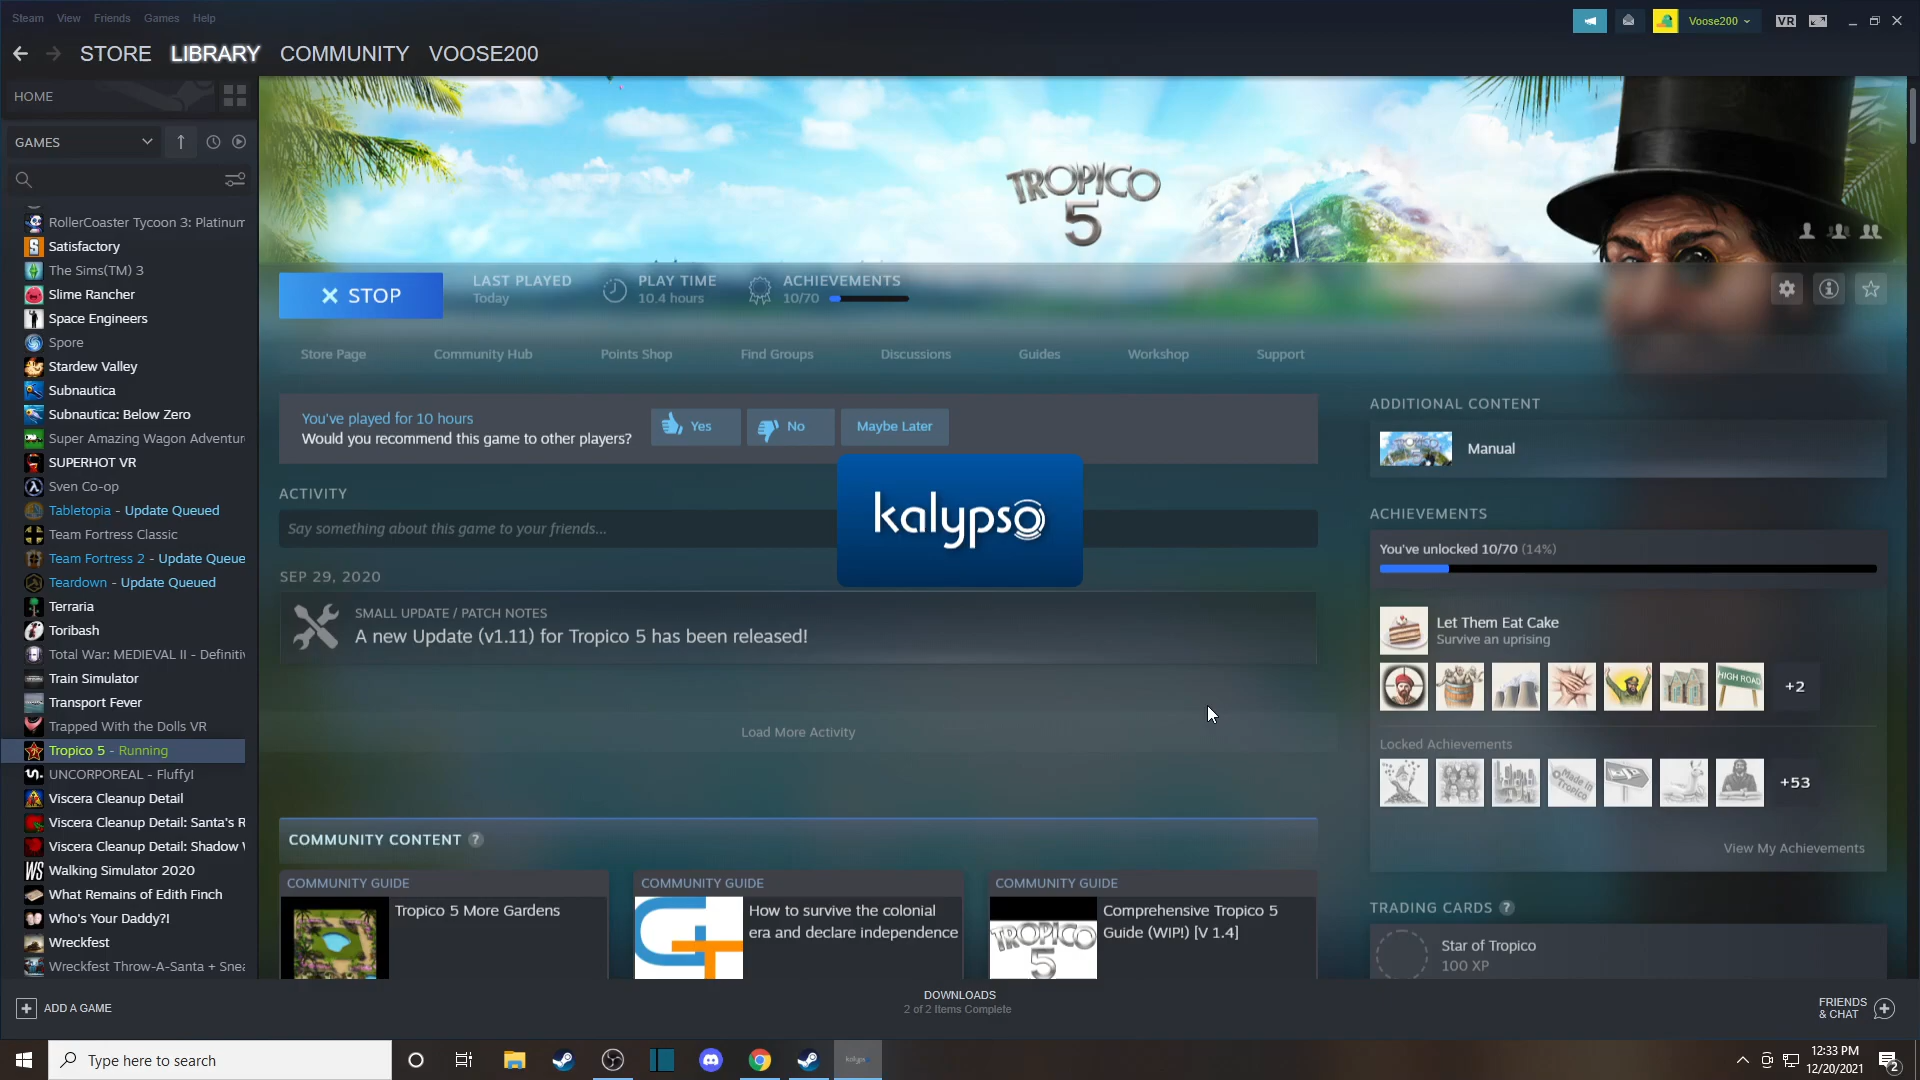 Steam View Friends Games Help
Voose200
VR
STORE LIBRARY COMMUNITY VOOSE200
HOME
GAMES
RollerCoaster Tycoon 3: Platinum
Satisfactory
The Sims(TM) 3
Slime Rancher
Space Engineers
Spore
Stardew Valley
Subnautica
Subnautica: Below Zero
Super Amazing Wagon Adventur
SUPERHOT VR
Sven Co-op
Tabletopia - Update Queued
Team Fortress Classic
Team Fortress 2 - Update Queue
Teardown - Update Queued
Terraria
Toribash
Total War: MEDIEVAL II - Definitiv
Train Simulator
Transport Fever
Trapped With the Dolls VR
Tropico 5 - Running
UNCORPOREAL - Fluffy!
Viscera Cleanup Detail
Viscera Cleanup Detail: Santa's R
Viscera Cleanup Detail: Shadow
Walking Simulator 2020
What Remains of Edith Finch
Who's Your Daddy?!
Wreckfest
Wreckfest Throw-A-Santa + Snea
ADD A GAME
TROPICO
5
STOP
LAST PLAYED
Today
PLAY TIME
10.4 hours
ACHIEVEMENTS
10/70
Store Page Community Hub Points Shop Find Groups Discussions Guides Workshop Support
You've played for 10 hours
Would you recommend this game to other players?
Yes No Maybe Later
ACTIVITY
Say something about this game to your friends...
kalypso
SEP 29, 2020
SMALL UPDATE / PATCH NOTES
A new Update (v1.11) for Tropico 5 has been released!
Load More Activity
COMMUNITY CONTENT ?
COMMUNITY GUIDE
Tropico 5 More Gardens
COMMUNITY GUIDE
How to survive the colonial
era and declare independence
COMMUNITY GUIDE
TROPICO
5
Comprehensive Tropico 5
Guide (WIP!) [V 1.4]
ADDITIONAL CONTENT
Manual
ACHIEVEMENTS
You've unlocked 10/70 (14%)
Let Them Eat Cake
Survive an uprising
HIGH ROAD
+2
Locked Achievements
Made in
Tropico
+53
View My Achievements
TRADING CARDS ?
Star of Tropico
100 XP
DOWNLOADS
2 of 2 Items Complete
FRIENDS
& CHAT
Type here to search
kalypso
12:33 PM
12/20/2021
2